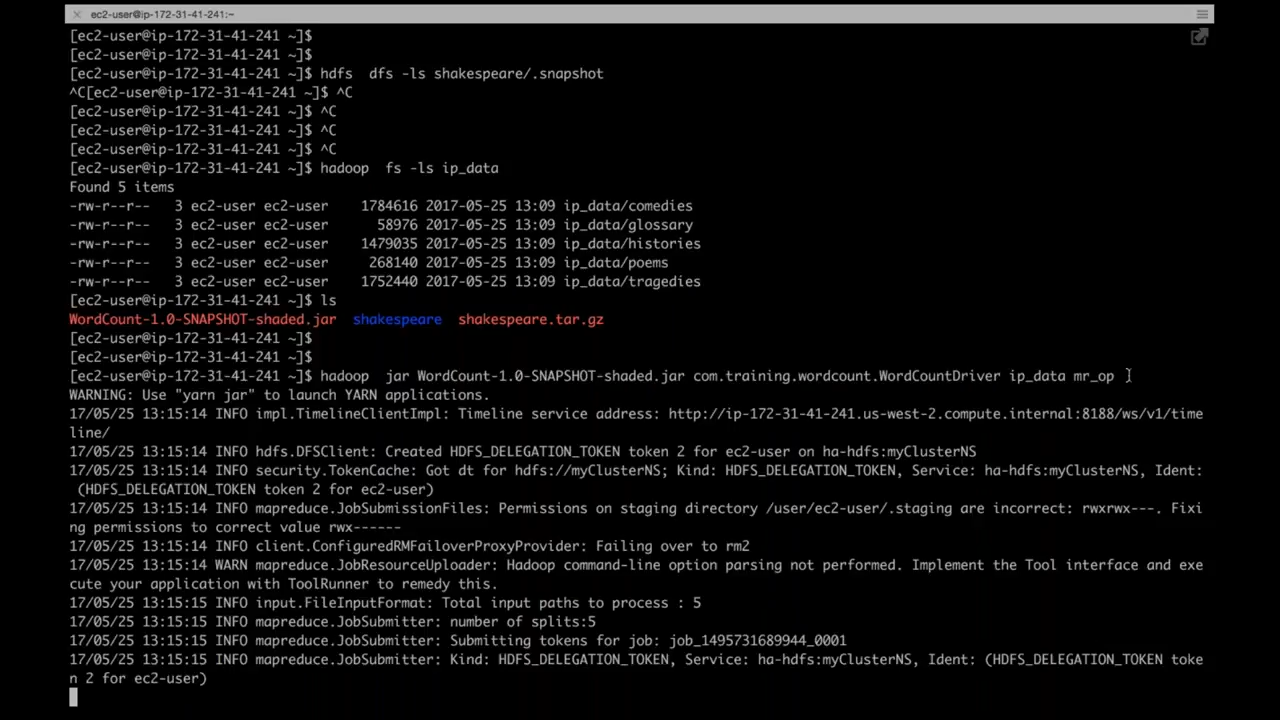 ec2-user@ip-172-31-41-241:~
[ec2-user@ip-172-31-41-241 ~]$
[ec2-user@ip-172-31-41-241 ~]$
[ec2-user@ip-172-31-41-241 ~]$ hdfs  dfs -ls shakespeare/.snapshot
^C[ec2-user@ip-172-31-41-241 ~]$ ^C
[ec2-user@ip-172-31-41-241 ~]$ ^C
[ec2-user@ip-172-31-41-241 ~]$ ^C
[ec2-user@ip-172-31-41-241 ~]$ ^C
[ec2-user@ip-172-31-41-241 ~]$ hadoop  fs -ls ip_data
Found 5 items
-rw-r--r--   3 ec2-user ec2-user    1784616 2017-05-25 13:09 ip_data/comedies
-rw-r--r--   3 ec2-user ec2-user      58976 2017-05-25 13:09 ip_data/glossary
-rw-r--r--   3 ec2-user ec2-user    1479035 2017-05-25 13:09 ip_data/histories
-rw-r--r--   3 ec2-user ec2-user     268140 2017-05-25 13:09 ip_data/poems
-rw-r--r--   3 ec2-user ec2-user    1752440 2017-05-25 13:09 ip_data/tragedies
[ec2-user@ip-172-31-41-241 ~]$ ls
WordCount-1.0-SNAPSHOT-shaded.jar  shakespeare  shakespeare.tar.gz
[ec2-user@ip-172-31-41-241 ~]$
[ec2-user@ip-172-31-41-241 ~]$
[ec2-user@ip-172-31-41-241 ~]$ hadoop  jar WordCount-1.0-SNAPSHOT-shaded.jar com.training.wordcount.WordCountDriver ip_data mr_op
WARNING: Use "yarn jar" to launch YARN applications.
17/05/25 13:15:14 INFO impl.TimelineClientImpl: Timeline service address: http://ip-172-31-41-241.us-west-2.compute.internal:8188/ws/v1/time
line/
17/05/25 13:15:14 INFO hdfs.DFSClient: Created HDFS_DELEGATION_TOKEN token 2 for ec2-user on ha-hdfs:myClusterNS
17/05/25 13:15:14 INFO security.TokenCache: Got dt for hdfs://myClusterNS; Kind: HDFS_DELEGATION_TOKEN, Service: ha-hdfs:myClusterNS, Ident:
 (HDFS_DELEGATION_TOKEN token 2 for ec2-user)
17/05/25 13:15:14 INFO mapreduce.JobSubmissionFiles: Permissions on staging directory /user/ec2-user/.staging are incorrect: rwxrwx---. Fixi
ng permissions to correct value rwx------
17/05/25 13:15:14 INFO client.ConfiguredRMFailoverProxyProvider: Failing over to rm2
17/05/25 13:15:14 WARN mapreduce.JobResourceUploader: Hadoop command-line option parsing not performed. Implement the Tool interface and exe
cute your application with ToolRunner to remedy this.
17/05/25 13:15:15 INFO input.FileInputFormat: Total input paths to process : 5
17/05/25 13:15:15 INFO mapreduce.JobSubmitter: number of splits:5
17/05/25 13:15:15 INFO mapreduce.JobSubmitter: Submitting tokens for job: job_1495731689944_0001
17/05/25 13:15:15 INFO mapreduce.JobSubmitter: Kind: HDFS_DELEGATION_TOKEN, Service: ha-hdfs:myClusterNS, Ident: (HDFS_DELEGATION_TOKEN toke
n 2 for ec2-user)